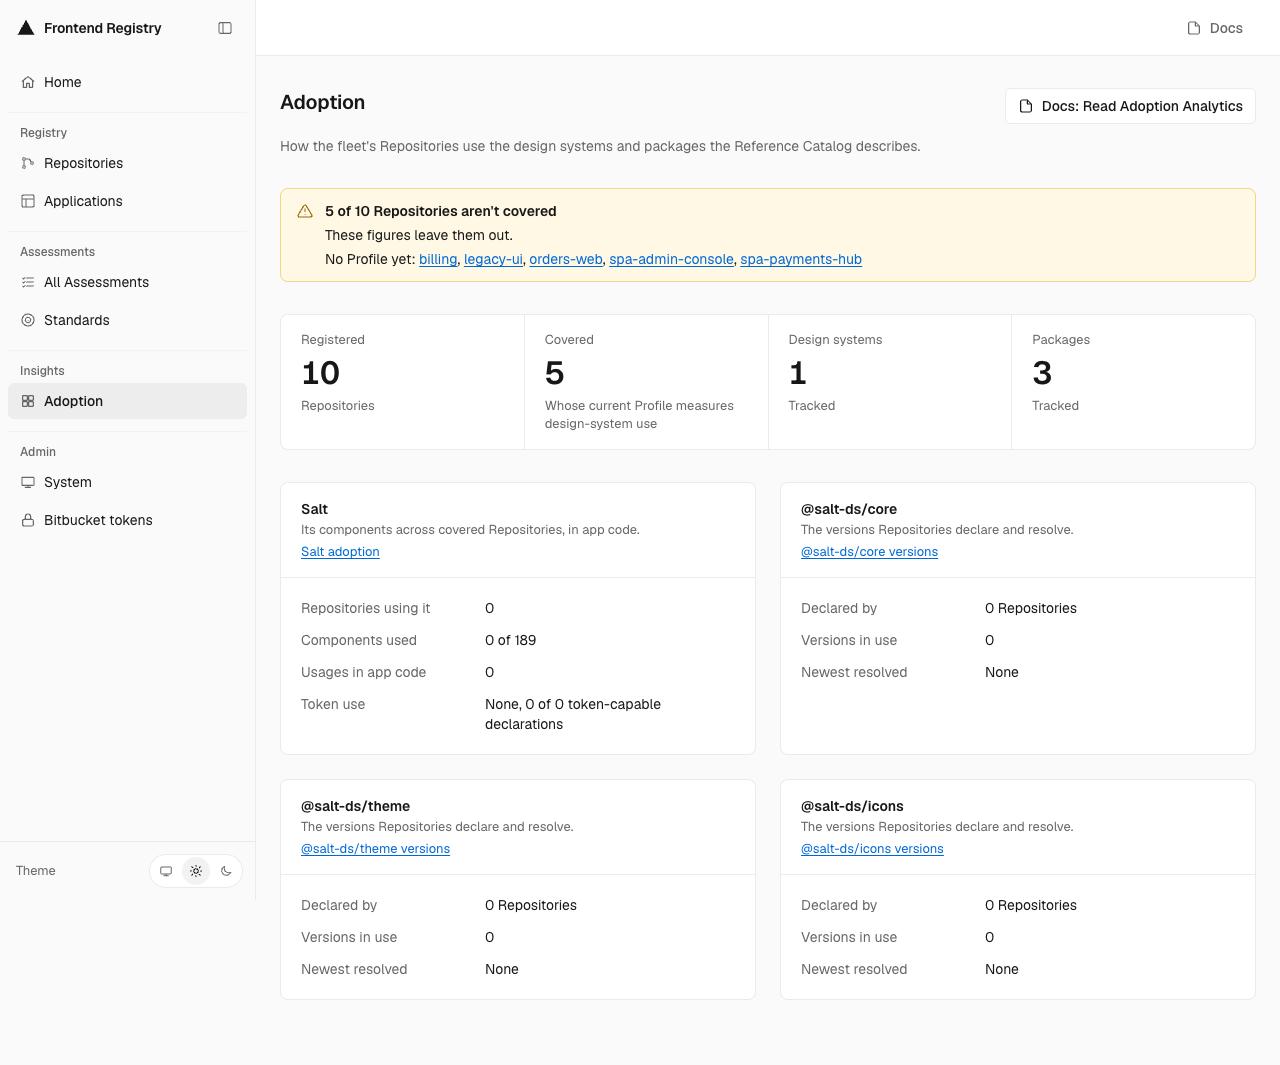 Frontend Registry
Docs
Home
Registry
Repositories
Applications
Assessments
All Assessments
Standards
Insights
Adoption
Admin
System
Bitbucket tokens
Theme
Adoption
Docs: Read Adoption Analytics
How the fleet's Repositories use the design systems and packages the Reference Catalog describes.
5 of 10 Repositories aren't covered
These figures leave them out.
No Profile yet: billing, legacy-ui, orders-web, spa-admin-console, spa-payments-hub
Registered
10
Repositories
Covered
5
Whose current Profile measures
design-system use
Design systems
1
Tracked
Packages
3
Tracked
Salt
Its components across covered Repositories, in app code.
Salt adoption
Repositories using it 0
Components used 0 of 189
Usages in app code 0
Token use None, 0 of 0 token-capable
declarations
@salt-ds/core
The versions Repositories declare and resolve.
@salt-ds/core versions
Declared by 0 Repositories
Versions in use 0
Newest resolved None
@salt-ds/theme
The versions Repositories declare and resolve.
@salt-ds/theme versions
Declared by 0 Repositories
Versions in use 0
Newest resolved None
@salt-ds/icons
The versions Repositories declare and resolve.
@salt-ds/icons versions
Declared by 0 Repositories
Versions in use 0
Newest resolved None